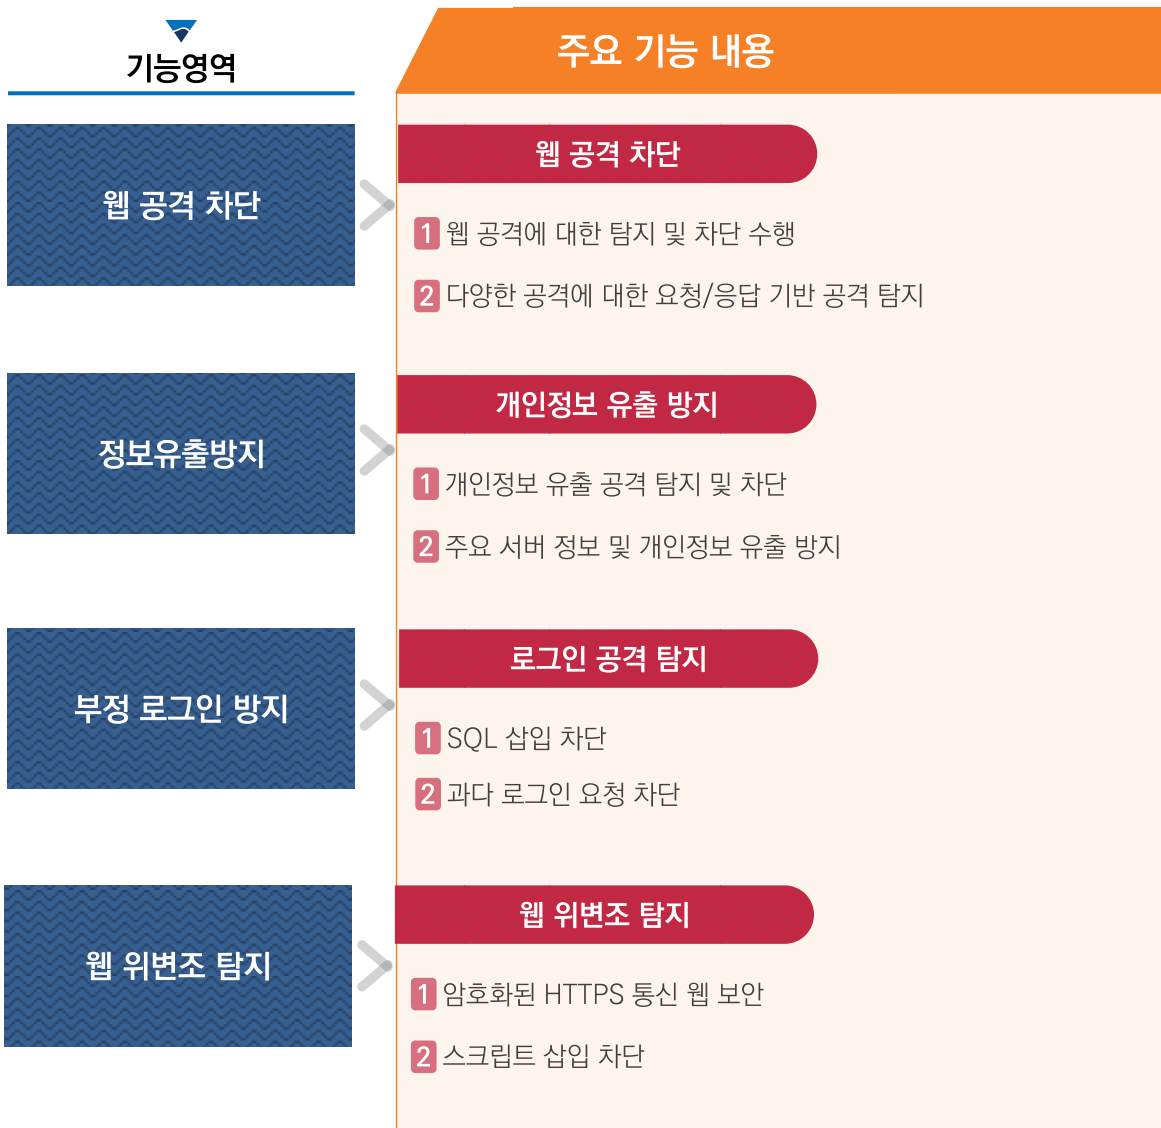 기능영역
주요 기능 내용
웹 공격 차단
웹 공격 차단
1 웹 공격에 대한 탐지 및 차단 수행
2 다양한 공격에 대한 요청/응답 기반 공격 탐지
정보유출방지
개인정보 유출 방지
1 개인정보 유출 공격 탐지 및 차단
2 주요 서버 정보 및 개인정보 유출 방지
부정 로그인 방지
로그인 공격 탐지
1 SQL 삽입 차단
2 과다 로그인 요청 차단
웹 위변조 탐지
웹 위변조 탐지
1 암호화된 HTTPS 통신 웹 보안
2 스크립트 삽입 차단